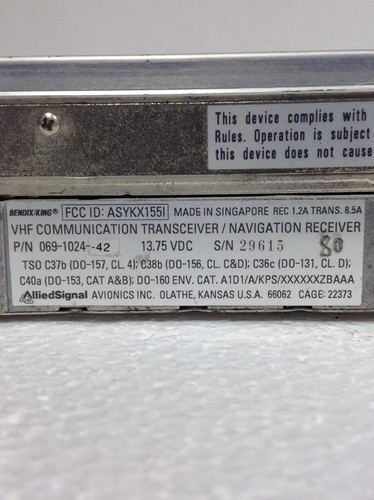 This device complies with
Rules. Operation is subject
this device does not cause
BENDIX/KING® FCC ID: ASYKX155I MADE IN SINGAPORE REC 1.2A TRANS. 8.5A
VHF COMMUNICATION TRANSCEIVER / NAVIGATION RECEIVER
P/N 069-1024--42 13.75 VDC S/N 29615 80
TSO C37b (DO-157, CL. 4); C38b (DO-156, CL. C&D); C36c (DO-131, CL. D);
C40a (DO-153, CAT A&B); DO-160 ENV. CAT. A1D1/A/KPS/XXXXXXZBAAA
AlliedSignal AVIONICS INC. OLATHE, KANSAS U.S.A. 66062 CAGE: 22373